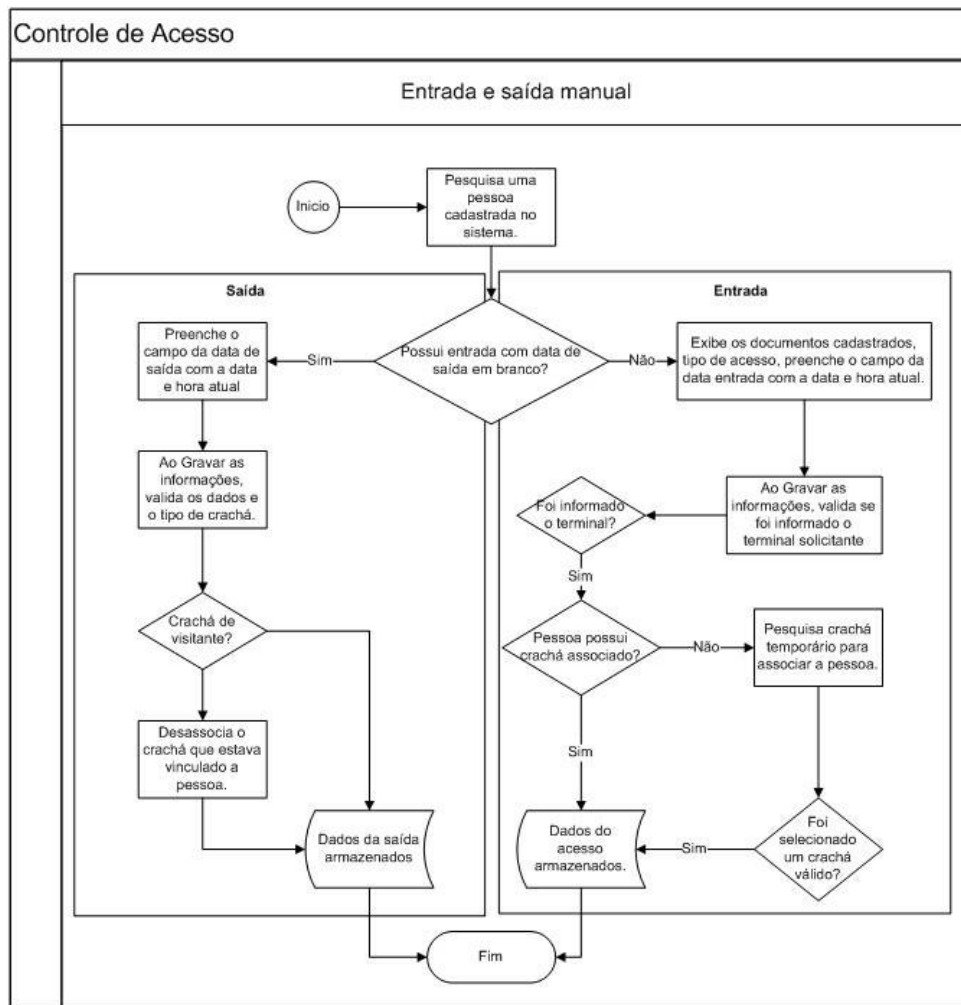 Controle de Acesso
Entrada e saída manual
Inicio
Pesquisa uma
pessoa
cadastrada no
sistema.
Saída
Entrada
Preenche o
campo da data de
saída com a data
e hora atual
Sim
Possui entrada com data de
saída em branco?
Não
Exibe os documentos cadastrados,
tipo de acesso, preenche o campo da
data entrada com a data e hora atual.
Ao Gravar as
informações,
valida os dados e
o tipo de crachá.
Foi informado
o terminal?
Ao Gravar as
informações, valida se
foi informado o
terminal solicitante
Sim
Crachá de
visitante?
Pessoa possui
crachá associado?
Não
Pesquisa crachá
temporário para
associar a pessoa.
Desassocia o
crachá que estava
vinculado a
pessoa.
Sim
Dados da saída
armazenados
Dados do
acesso
armazenados.
Sim
Foi
selecionado
um crachá
válido?
Fim